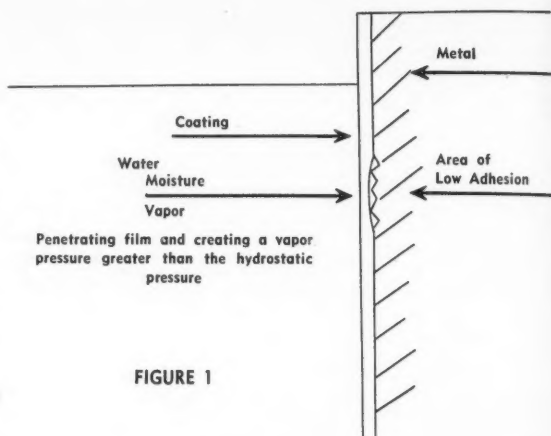 Metal
Coating
Water
Moisture
Vapor
Area of
Low Adhesion
Penetrating film and creating a vapor
pressure greater than the hydrostatic
pressure
FIGURE 1